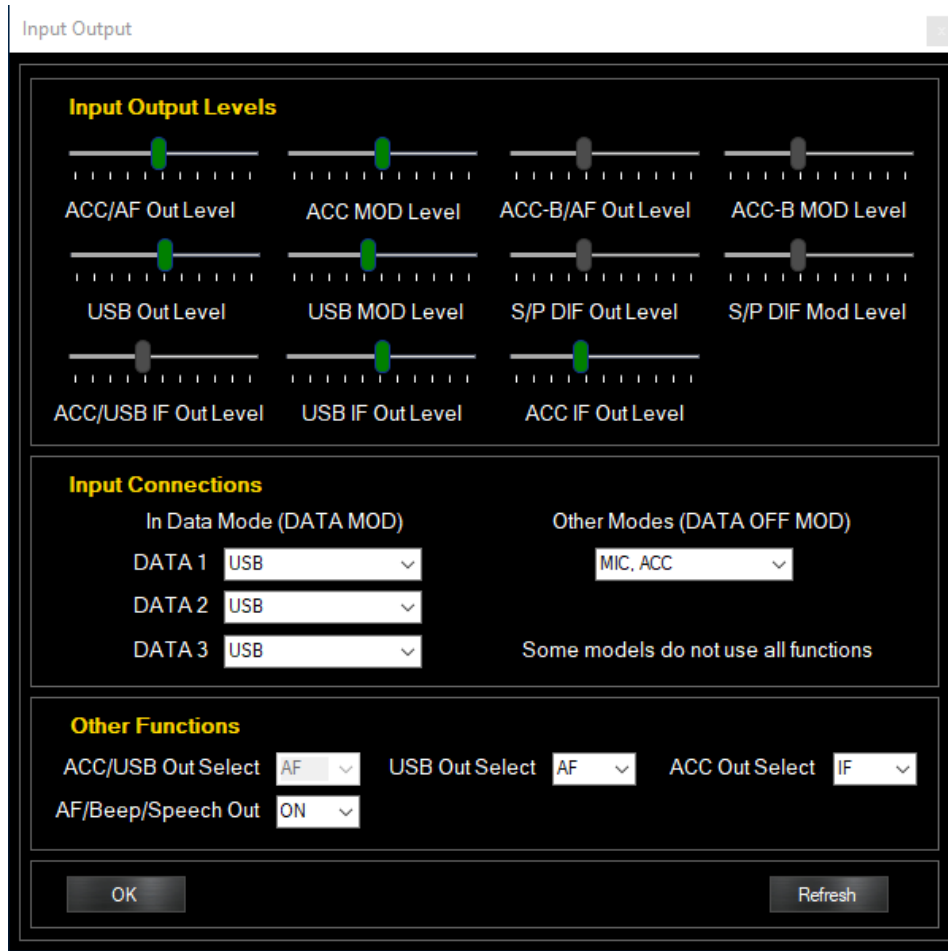 Input Output
x
Input Output Levels
ACC/AF Out Level
ACC MOD Level
ACC-B/AF Out Level
ACC-B MOD Level
USB Out Level
USB MOD Level
S/P DIF Out Level
S/P DIF Mod Level
ACC/USB IF Out Level
USB IF Out Level
ACC IF Out Level
Input Connections
In Data Mode (DATA MOD)
Other Modes (DATA OFF MOD)
DATA 1 USB
MIC, ACC
DATA 2 USB
DATA 3 USB
Some models do not use all functions
Other Functions
ACC/USB Out Select AF
USB Out Select AF
ACC Out Select IF
AF/Beep/Speech Out ON
OK
Refresh